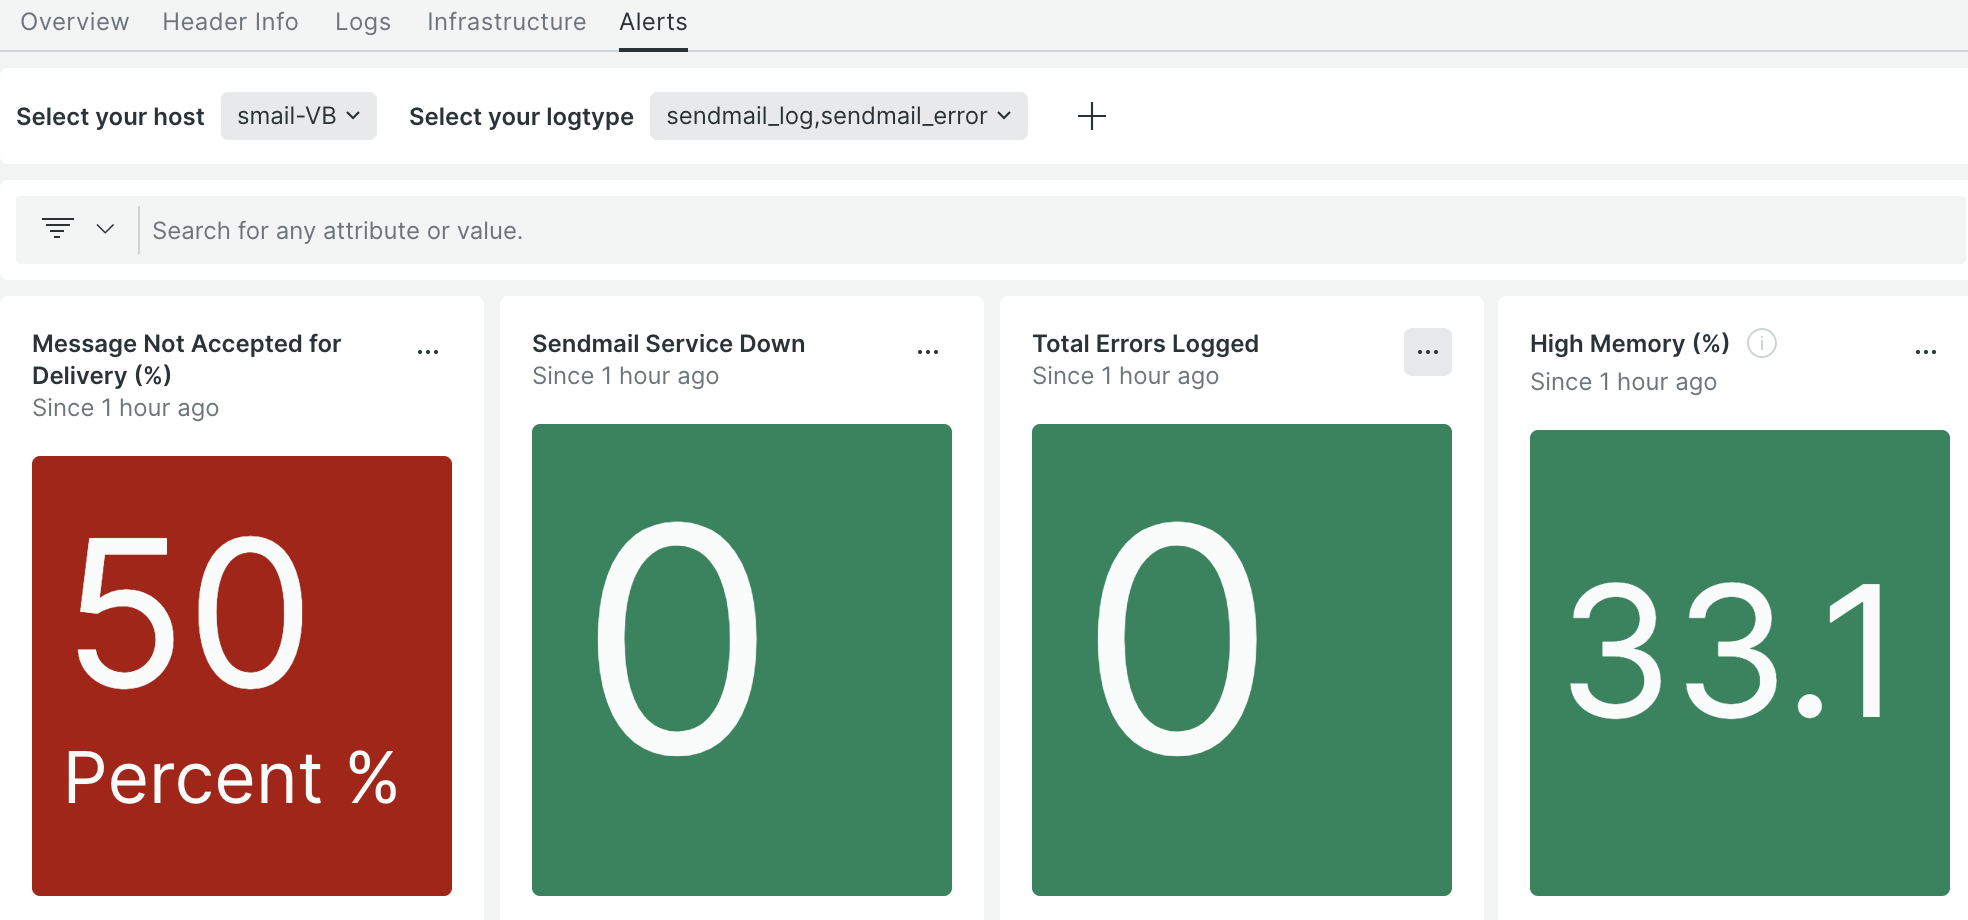 Overview Header Info Logs Infrastructure Alerts
Select your host smail-VB Select your logtype sendmail_log,sendmail_error
Search for any attribute or value.
Message Not Accepted for
Delivery (%)
Since 1 hour ago
50
Percent %
Sendmail Service Down
Since 1 hour ago
0
Total Errors Logged
Since 1 hour ago
0
High Memory (%)
Since 1 hour ago
33.1